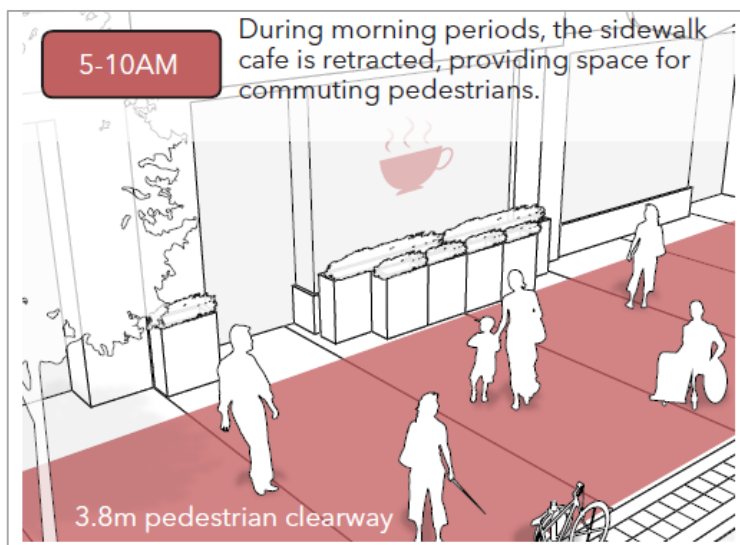 5-10AM
During morning periods, the sidewalk
cafe is retracted, providing space for
commuting pedestrians.
3.8m pedestrian clearway